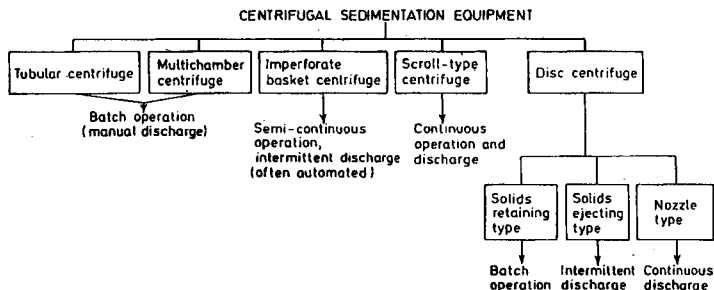 CENTRIFUGAL SEDIMENTATION EQUIPMENT
Tubular centrifuge
Multichamber
centrifuge
Imperforate
basket centrifuge
Scroll-type
centrifuge
Disc centrifuge
Batch operation
(manual discharge)
Semi-continuous
operation,
intermittent discharge
(often automated)
Continuous
operation and
discharge
Solids
retaining
type
Solids
ejecting
type
Nozzle
type
Batch
operation
Intermittent
discharge
Continuous
discharge